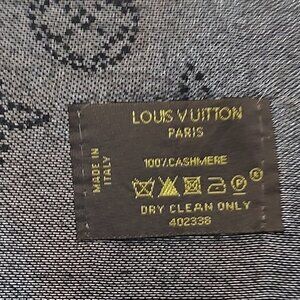 LOUIS VUITTON
PARIS
MADE IN
ITALY
100% CASHMERE
DRY CLEAN ONLY
402338